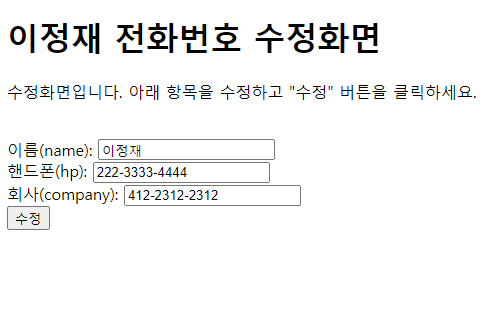 이정재 전화번호 수정화면
수정화면입니다. 아래 항목을 수정하고 "수정" 버튼을 클릭하세요.
이름(name): 이정재
핸드폰(hp): 222-3333-4444
회사(company): 412-2312-2312
수정